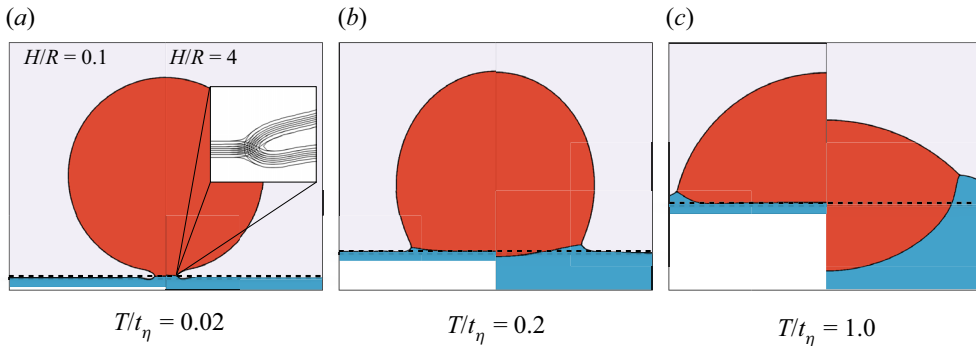 (a)
(b)
(c)
H/R = 0.1
H/R = 4
T/tη = 0.02
T/tη = 0.2
T/tη = 1.0